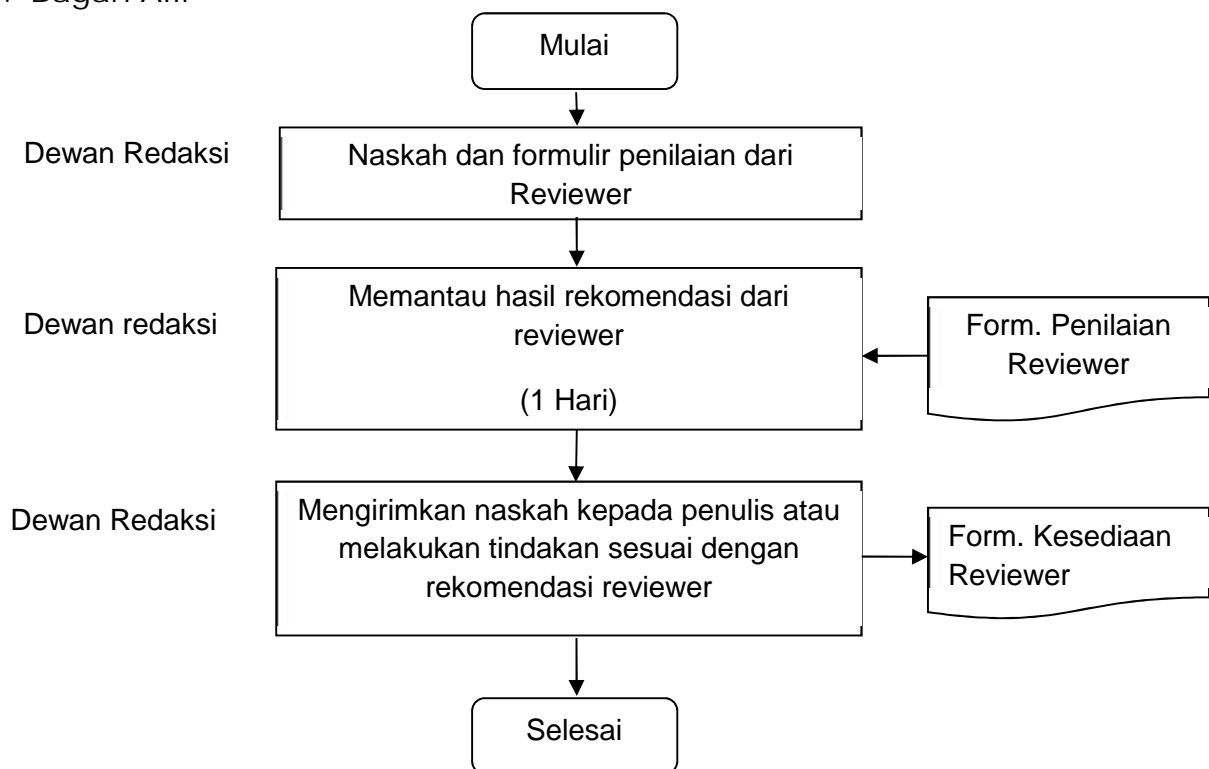 Mulai
Dewan Redaksi
Naskah dan formulir penilaian dari
Reviewer
Dewan redaksi
Memantau hasil rekomendasi dari
reviewer
(1 Hari)
Form. Penilaian
Reviewer
Dewan Redaksi
Mengirimkan naskah kepada penulis atau
melakukan tindakan sesuai dengan
rekomendasi reviewer
Form. Kesediaan
Reviewer
Selesai